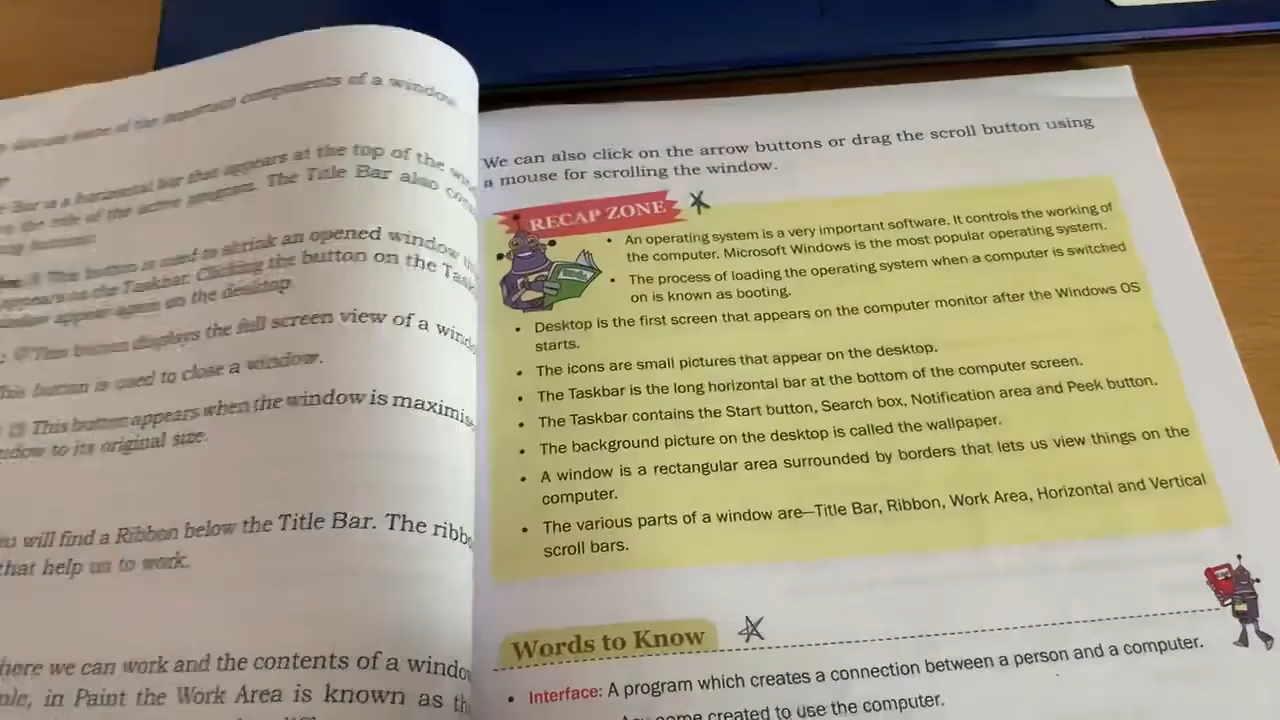 discuss some of the important components of a window
Bar is a horizontal bar that appears at the top of the
the title of the active program. The Title Bar also
This button is used to shrink an opened window
appears on the Taskbar. Clicking the button on the
window appear again on the desktop.
This button displays the full screen view of a
This button is used to close a window.
This button appears when the window is
to its original size.
will find a Ribbon below the Title Bar. The
that help us to work.
here we can work and the contents of a
in Paint the Work Area is known as
We can also click on the arrow buttons or drag the scroll button using
a mouse for scrolling the window.
RECAP ZONE
• An operating system is a very important software. It controls the working of
the computer. Microsoft Windows is the most popular operating system.
• The process of loading the operating system when a computer is switched
on is known as booting.
• Desktop is the first screen that appears on the computer monitor after the Windows OS
starts.
• The icons are small pictures that appear on the desktop.
• The Taskbar is the long horizontal bar at the bottom of the computer screen.
• The Taskbar contains the Start button, Search box, Notification area and Peek button.
• The background picture on the desktop is called the wallpaper.
• A window is a rectangular area surrounded by borders that lets us view things on the
computer.
• The various parts of a window are—Title Bar, Ribbon, Work Area, Horizontal and Vertical
scroll bars.
Words to Know
• Interface: A program which creates a connection between a person and a computer.
created to use the computer.